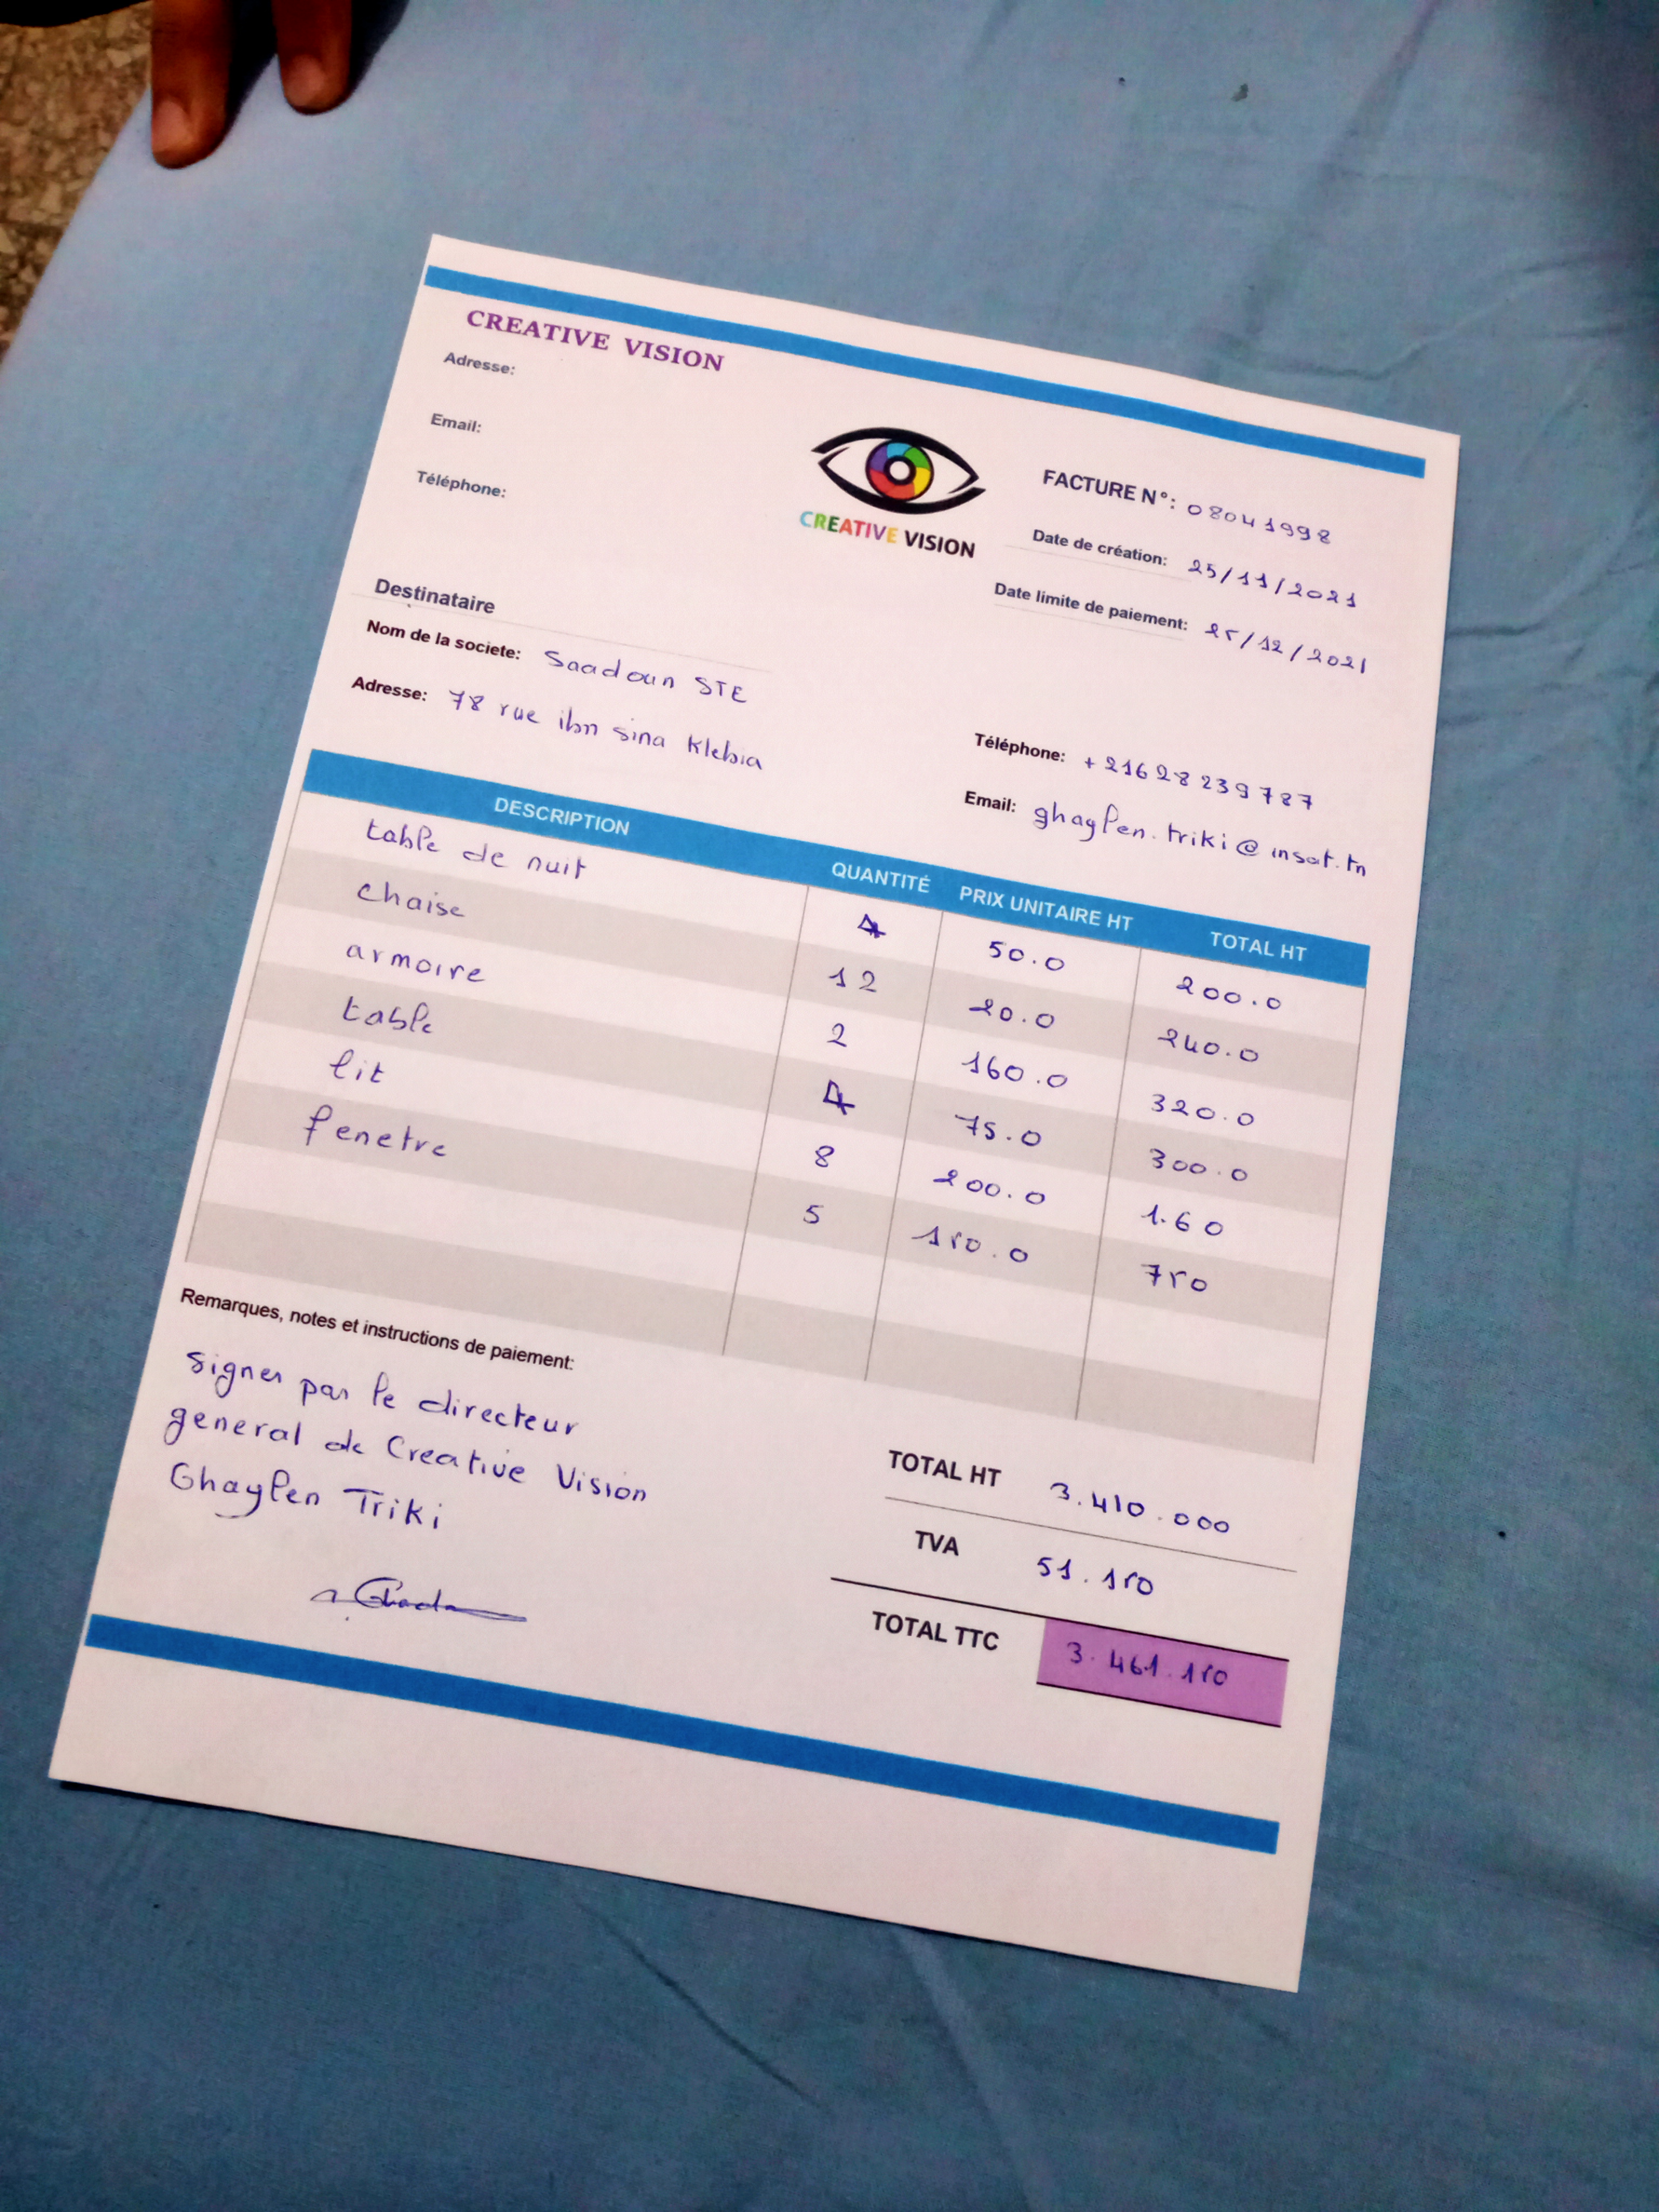 CREATIVE VISION
Adresse:
Email:
Téléphone:
CREATIVE VISION
FACTURE N°: 08041998
Date de création: 25/11/2021
Date limite de paiement: 25/12/2021
Destinataire
Nom de la societe: Saadoun STE
Adresse: 78 rue ibn sina Klebia
Téléphone: +216 28 239 787
Email: ghaylen.triki@insat.tn
DESCRIPTION QUANTITÉ PRIX UNITAIRE HT TOTAL HT
table de nuit 4 50.0 200.0
chaise 12 20.0 240.0
armoire 2 160.0 320.0
table 4 75.0 300.0
lit 8 200.0 1.60
fenetre 5 150.0 750
Remarques, notes et instructions de paiement:
signer par le directeur
general de Creative Vision
Ghaylen Triki
TOTAL HT 3.410.000
TVA 51.150
TOTAL TTC 3.461.150